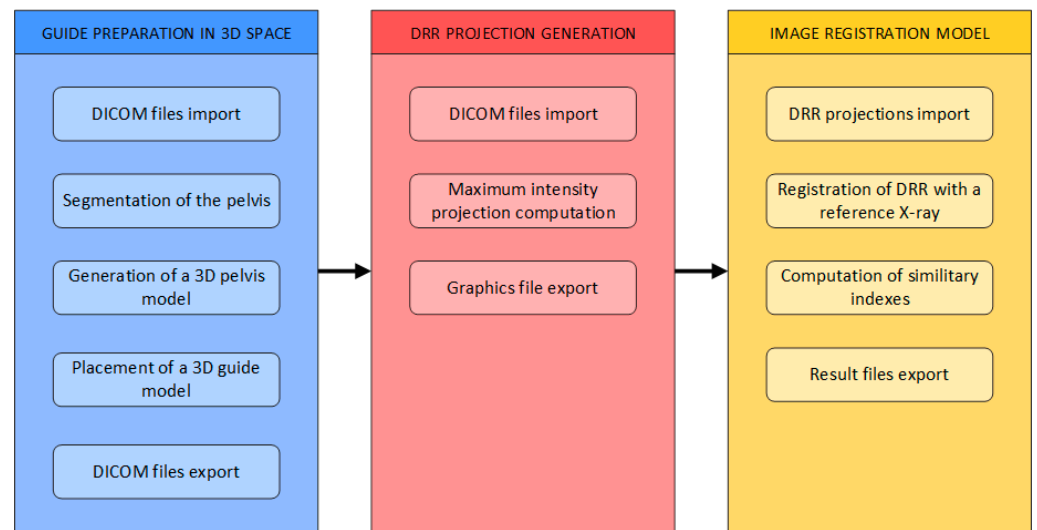 GUIDE PREPARATION IN 3D SPACE
DICOM files import
Segmentation of the pelvis
Generation of a 3D pelvis
model
Placement of a 3D guide
model
DICOM files export
DRR PROJECTION GENERATION
DICOM files import
Maximum intensity
projection computation
Graphics file export
IMAGE REGISTRATION MODEL
DRR projections import
Registration of DRR with a
reference X-ray
Computation of similitary
indexes
Result files export